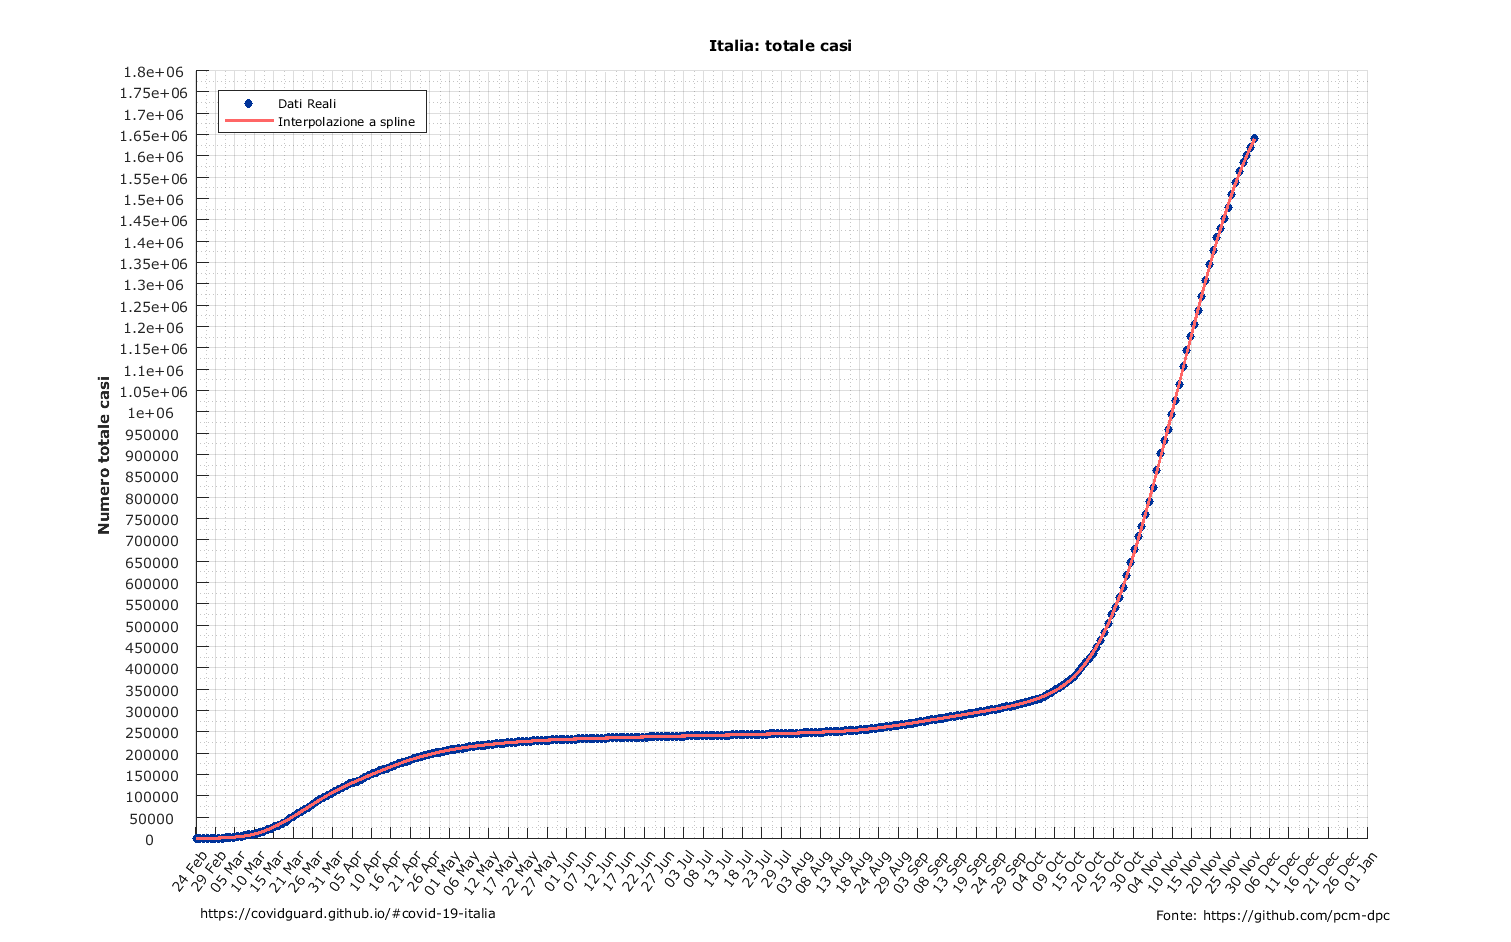 Italia: totale casi
1.8e+06
1.75e+06
1.7e+06
1.65e+06
1.6e+06
1.55e+06
1.5e+06
1.45e+06
1.4e+06
1.35e+06
1.3e+06
1.25e+06
1.2e+06
1.15e+06
1.1e+06
1.05e+06
1e+06
950000
900000
850000
800000
750000
700000
650000
600000
550000
500000
450000
400000
350000
300000
250000
200000
150000
100000
50000
0
Numero totale casi
Dati Reali
Interpolazione a spline
24 Feb
29 Feb
05 Mar
10 Mar
15 Mar
21 Mar
26 Mar
31 Mar
05 Apr
10 Apr
16 Apr
21 Apr
26 Apr
01 May
06 May
12 May
17 May
22 May
27 May
01 Jun
07 Jun
12 Jun
17 Jun
22 Jun
27 Jun
03 Jul
08 Jul
13 Jul
18 Jul
23 Jul
29 Jul
03 Aug
08 Aug
13 Aug
18 Aug
24 Aug
29 Aug
03 Sep
08 Sep
13 Sep
19 Sep
24 Sep
29 Sep
04 Oct
09 Oct
15 Oct
20 Oct
25 Oct
30 Oct
04 Nov
10 Nov
15 Nov
20 Nov
25 Nov
30 Nov
06 Dec
11 Dec
16 Dec
21 Dec
26 Dec
01 Jan
https://covidguard.github.io/#covid-19-italia
Fonte: https://github.com/pcm-dpc